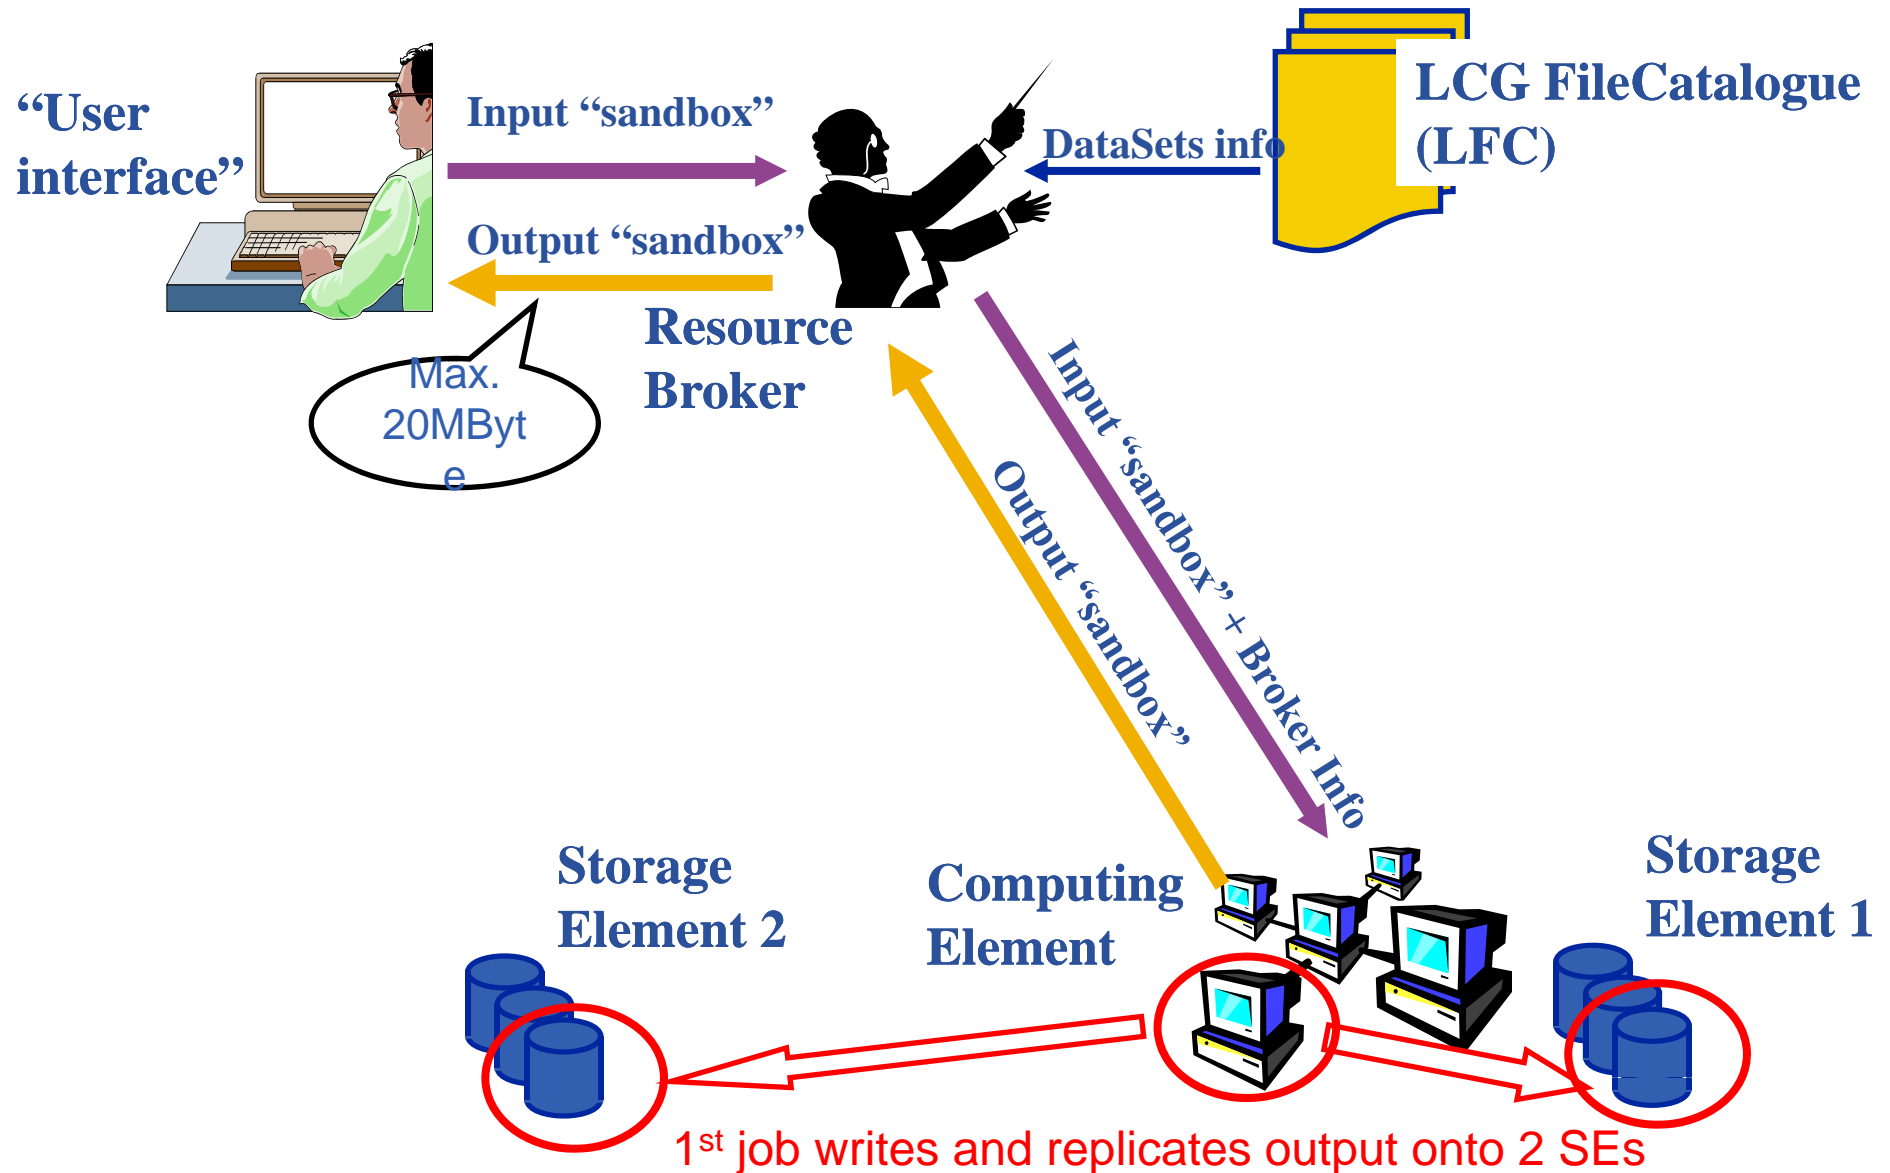 “User
interface”
Input “sandbox”
DataSets info
LCG FileCatalogue
(LFC)
Output “sandbox”
Resource
Broker
Max.
20MByt
e
Input “sandbox” + Broker Info
Output “sandbox”
Storage
Element 2
Computing
Element
Storage
Element 1
1st job writes and replicates output onto 2 SEs